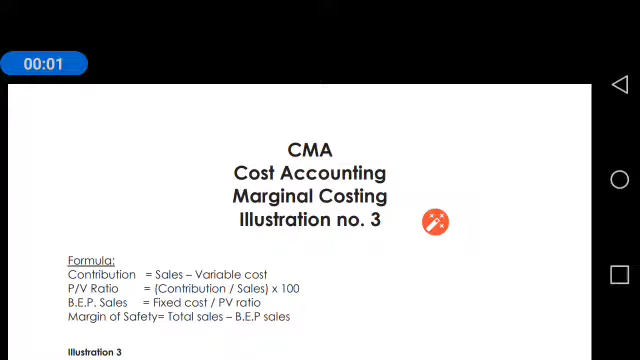 00:01
CMA
Cost Accounting
Marginal Costing
Illustration no. 3
Formula:
Contribution = Sales – Variable cost
P/V Ratio = (Contribution / Sales) x 100
B.E.P. Sales = Fixed cost / PV ratio
Margin of Safety= Total sales – B.E.P sales
Illustration 3